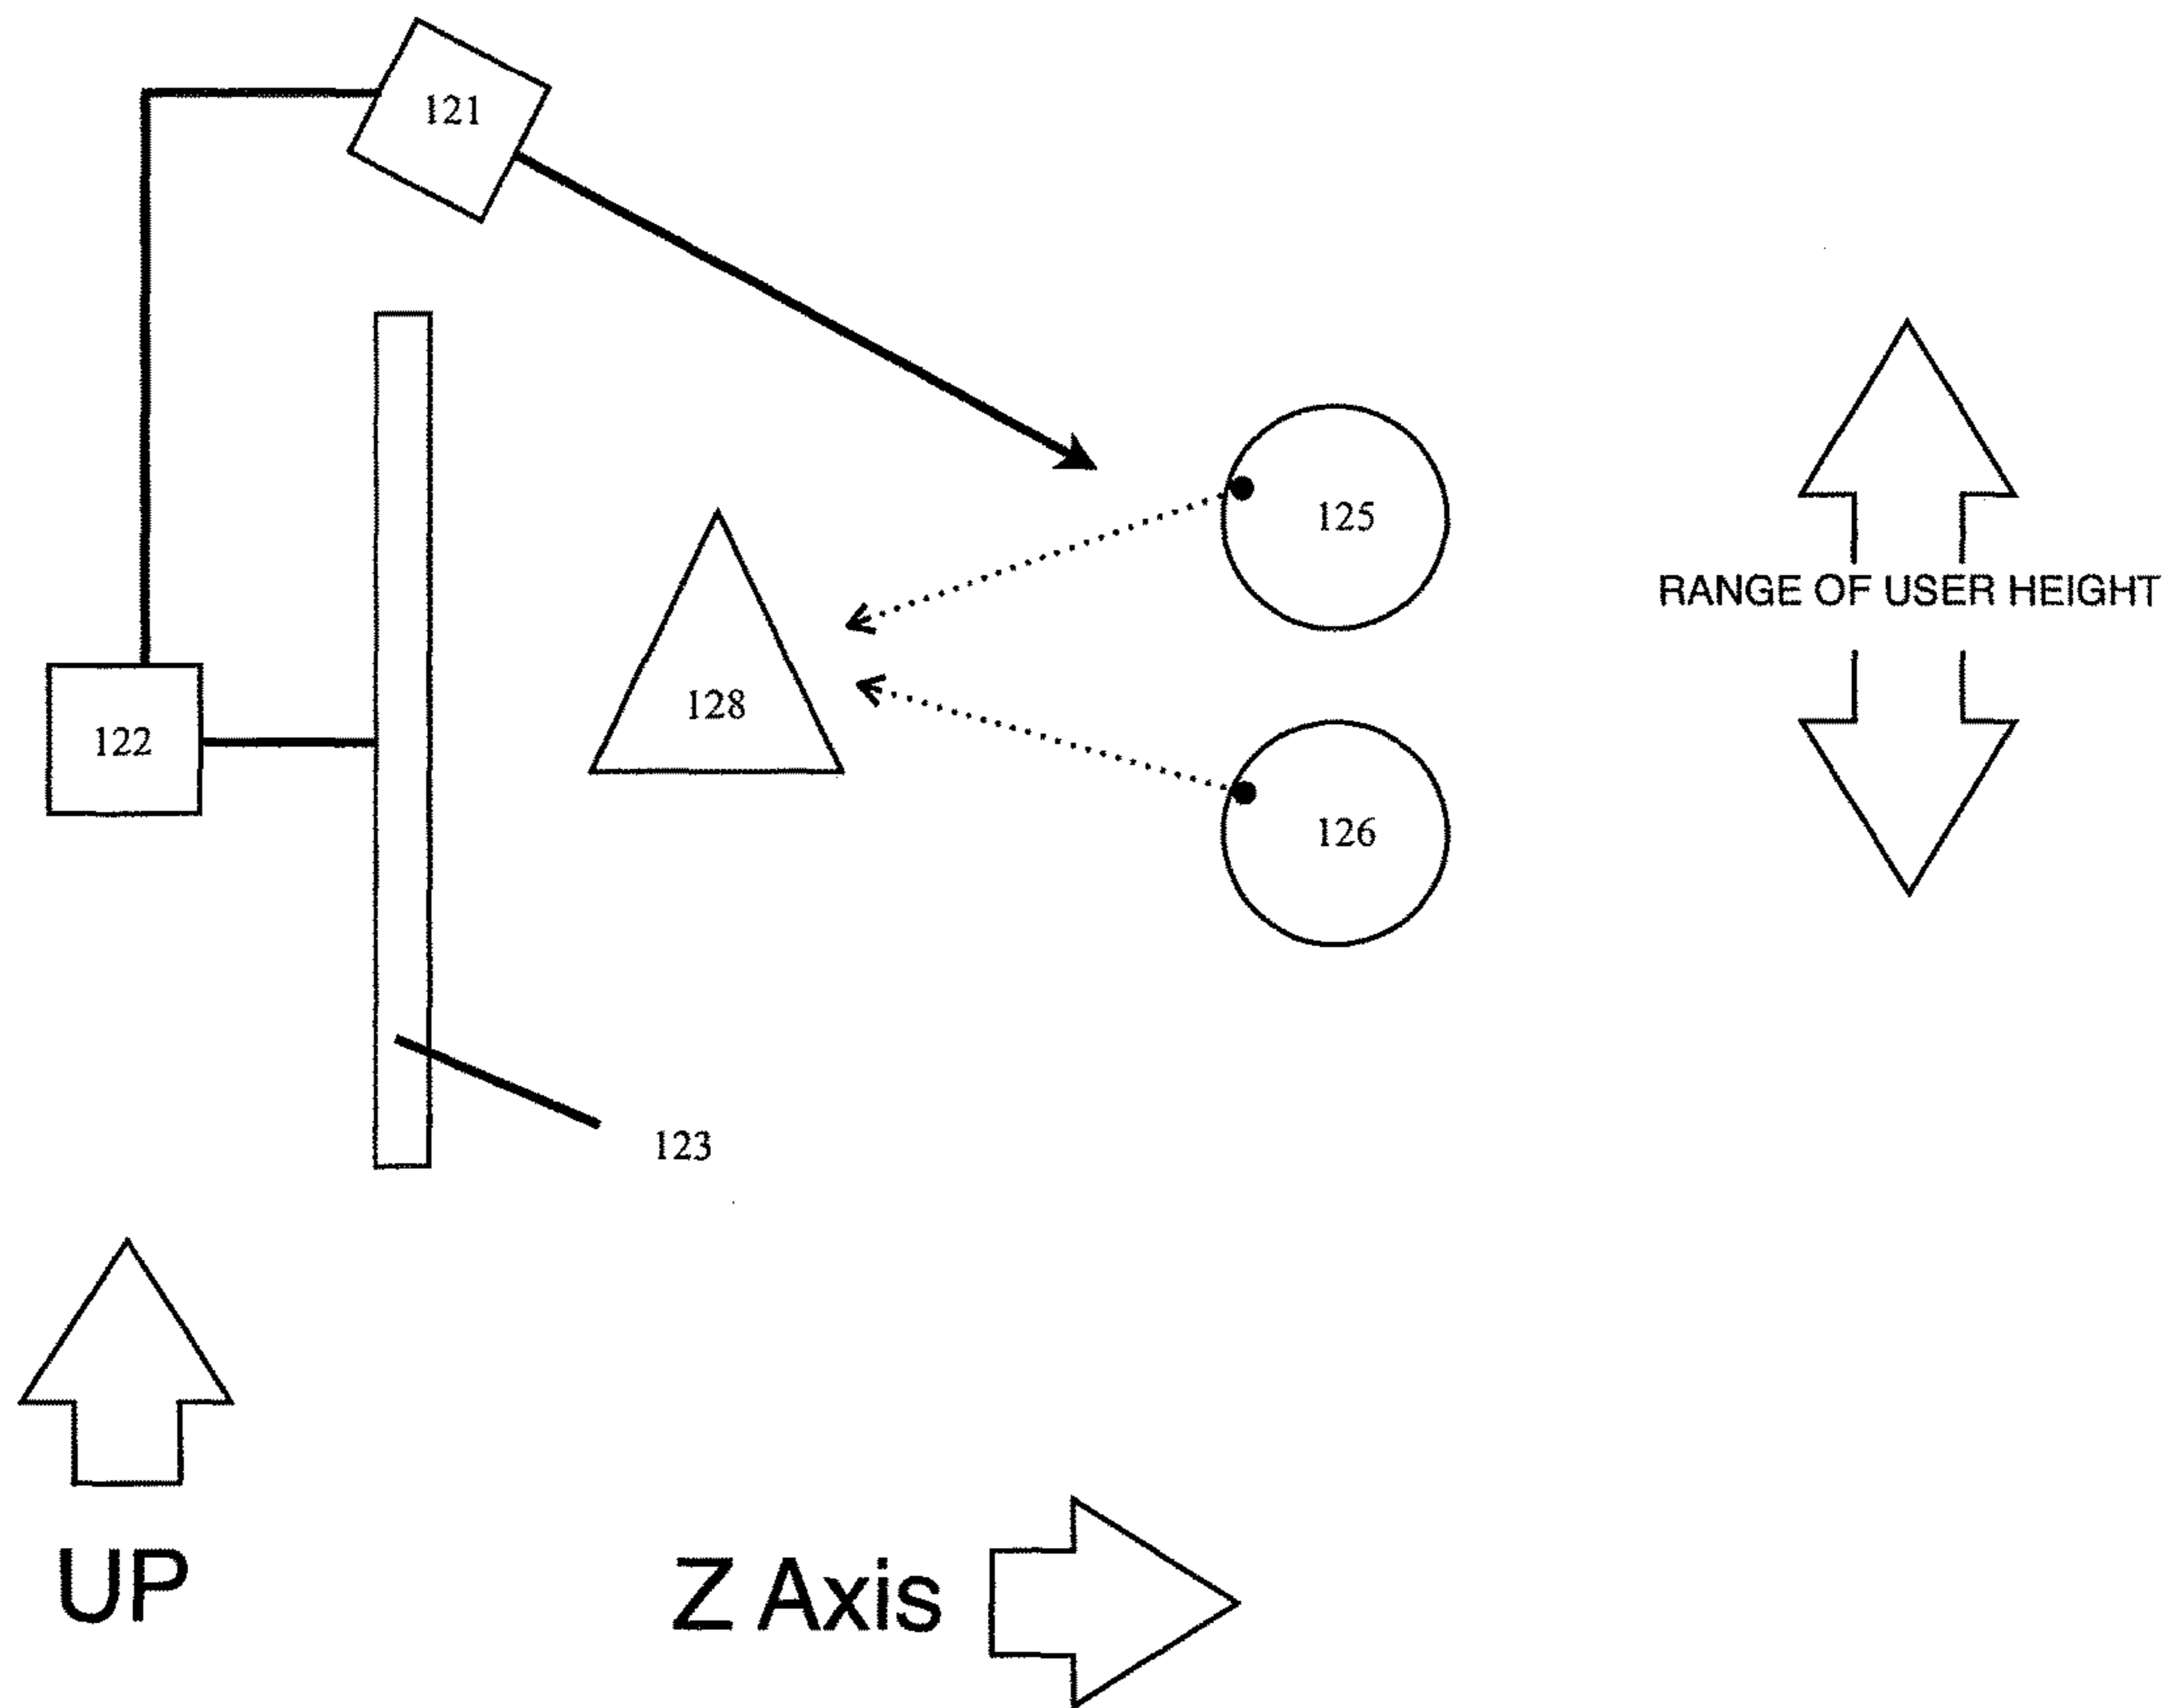 121
125
RANGE OF USER HEIGHT
128
122
126
123
UP
Z Axis